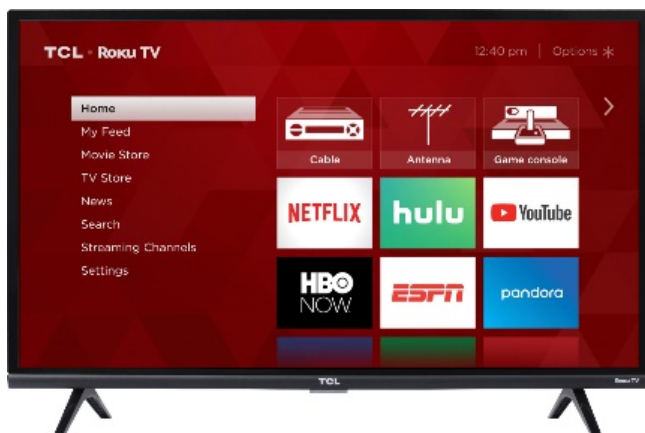 TCL · Roku TV
12:40 pm | Options
Home
My Feed
Movie Store
TV Store
News
Search
Streaming Channels
Settings
Cable
Antenna
Game console
NETFLIX
hulu
YouTube
HBO
NOW
ESPN
pandora
TCL
Roku TV